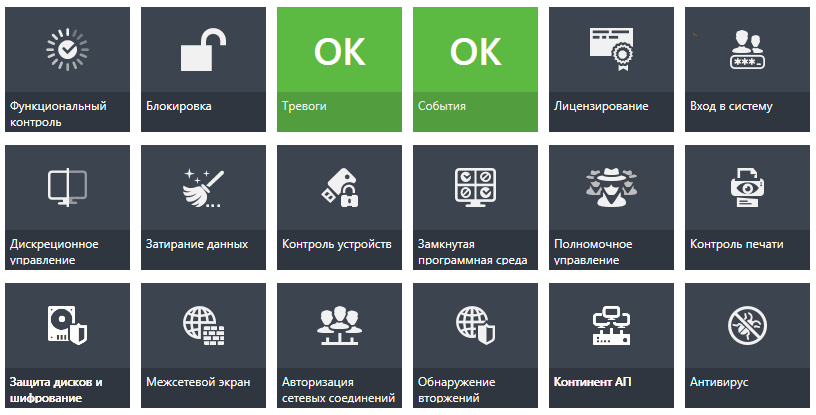 OK
OK
Функциональный
контроль
Блокировка
Тревоги
События
Лицензирование
Вход в систему
***_
Дискреционное
управление
Затирание данных
Контроль устройств
Замкнутая
программная среда
Полномочное
управление
Контроль печати
Защита дисков и
шифрование
Межсетевой экран
Авторизация
сетевых соединений
Обнаружение
вторжений
Континент АП
Антивирус